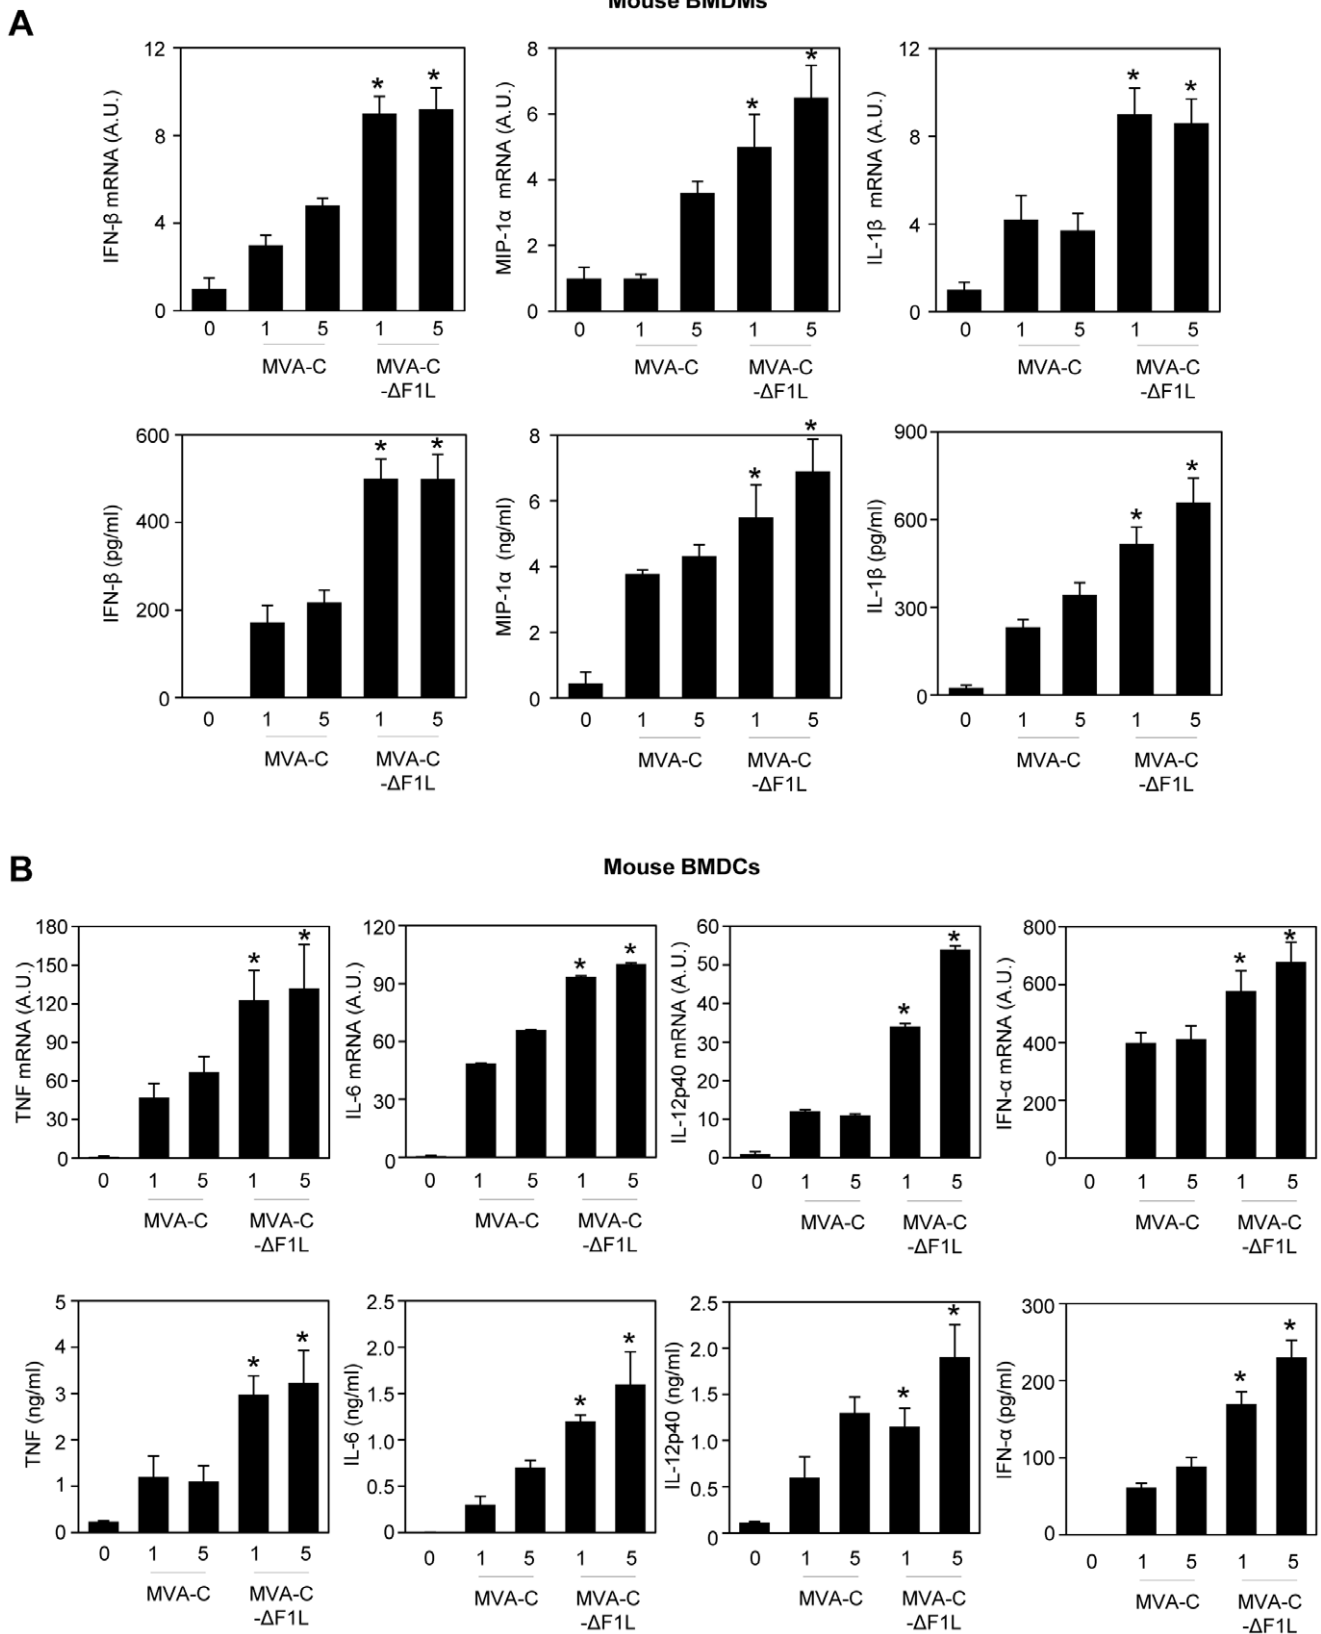 Mouse BMDMs
A
12
8
4
0
IFN-β mRNA (A.U.)
* *
0 1 5 1 5
MVA-C MVA-C
-ΔF1L
8
6
4
2
0
MIP-1α mRNA (A.U.)
* *
0 1 5 1 5
MVA-C MVA-C
-ΔF1L
12
8
4
0
IL-1β mRNA (A.U.)
* *
0 1 5 1 5
MVA-C MVA-C
-ΔF1L
600
400
200
0
IFN-β (pg/ml)
* *
0 1 5 1 5
MVA-C MVA-C
-ΔF1L
8
6
4
2
0
MIP-1α (ng/ml)
* *
0 1 5 1 5
MVA-C MVA-C
-ΔF1L
900
600
300
0
IL-1β (pg/ml)
* *
0 1 5 1 5
MVA-C MVA-C
-ΔF1L
B
Mouse BMDCs
180
150
120
90
60
30
0
TNF mRNA (A.U.)
* *
0 1 5 1 5
MVA-C MVA-C
-ΔF1L
120
90
60
30
0
IL-6 mRNA (A.U.)
* *
0 1 5 1 5
MVA-C MVA-C
-ΔF1L
60
50
40
30
20
10
0
IL-12p40 mRNA (A.U.)
* *
0 1 5 1 5
MVA-C MVA-C
-ΔF1L
800
600
400
200
0
IFN-α mRNA (A.U.)
* *
0 1 5 1 5
MVA-C MVA-C
-ΔF1L
5
4
3
2
1
0
TNF (ng/ml)
* *
0 1 5 1 5
MVA-C MVA-C
-ΔF1L
2.5
2.0
1.5
1.0
0.5
0
IL-6 (ng/ml)
* *
0 1 5 1 5
MVA-C MVA-C
-ΔF1L
2.5
2.0
1.5
1.0
0.5
0
IL-12p40 (ng/ml)
* *
0 1 5 1 5
MVA-C MVA-C
-ΔF1L
300
200
100
0
IFN-α (pg/ml)
* *
0 1 5 1 5
MVA-C MVA-C
-ΔF1L